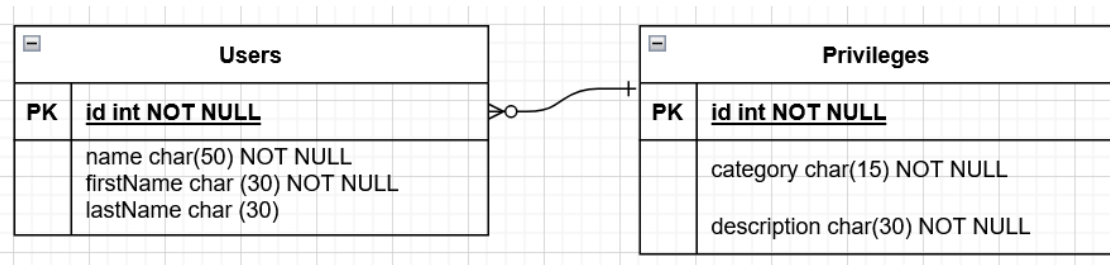 Users
PK id int NOT NULL
name char(50) NOT NULL
firstName char (30) NOT NULL
lastName char (30)
Privileges
PK id int NOT NULL
category char(15) NOT NULL
description char(30) NOT NULL